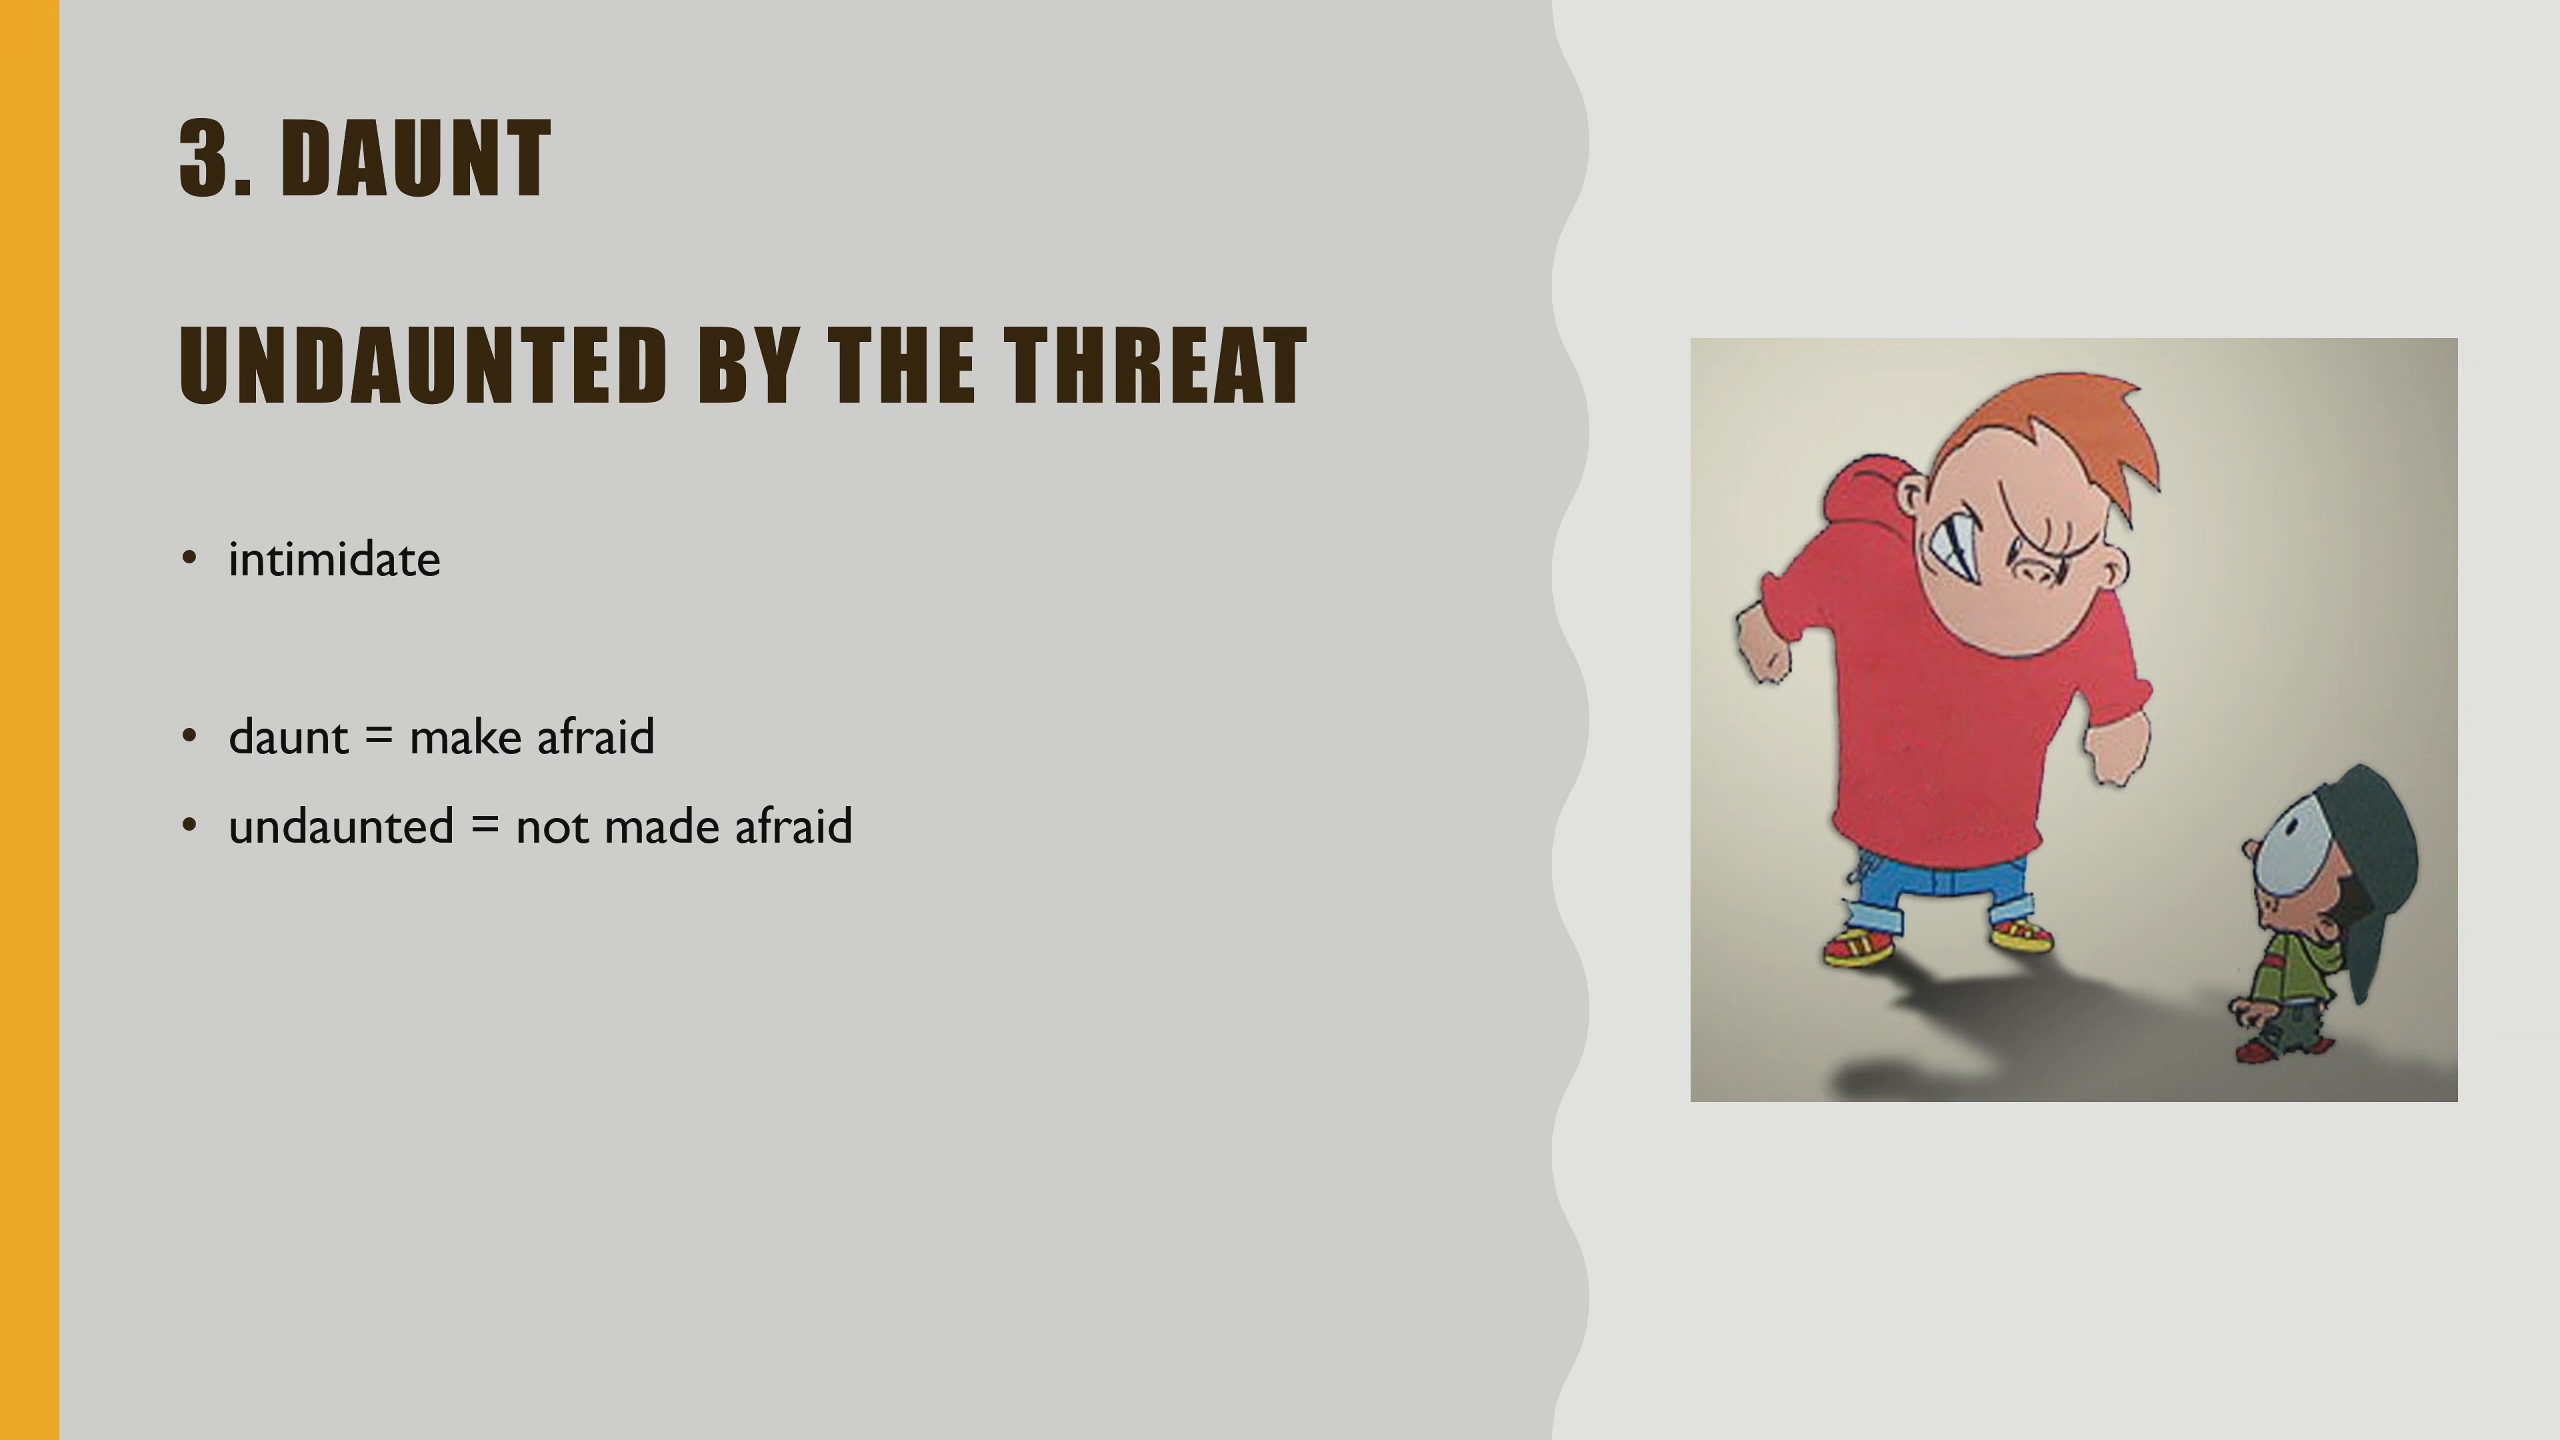 3. DAUNT
UNDAUNTED BY THE THREAT
• intimidate
• daunt = make afraid
• undaunted = not made afraid